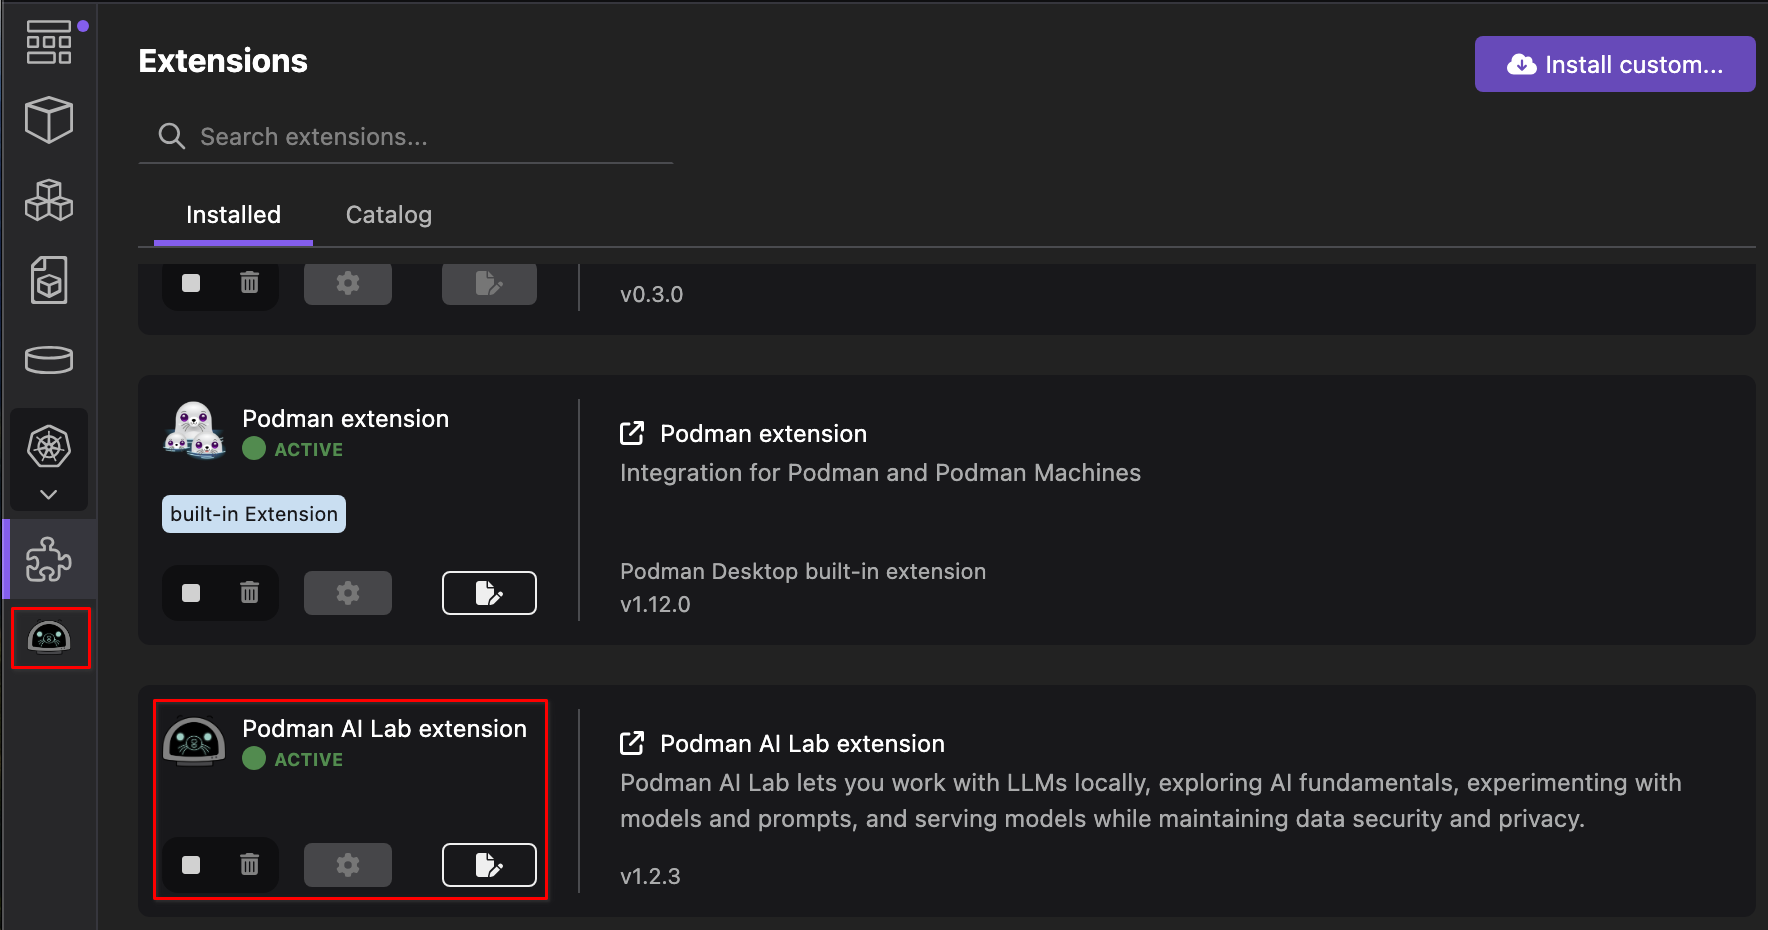 Extensions
Install custom...
Search extensions...
Installed
Catalog
v0.3.0
Podman extension
ACTIVE
built-in Extension
Podman extension
Integration for Podman and Podman Machines
Podman Desktop built-in extension
v1.12.0
Podman AI Lab extension
ACTIVE
Podman AI Lab extension
Podman AI Lab lets you work with LLMs locally, exploring AI fundamentals, experimenting with
models and prompts, and serving models while maintaining data security and privacy.
v1.2.3